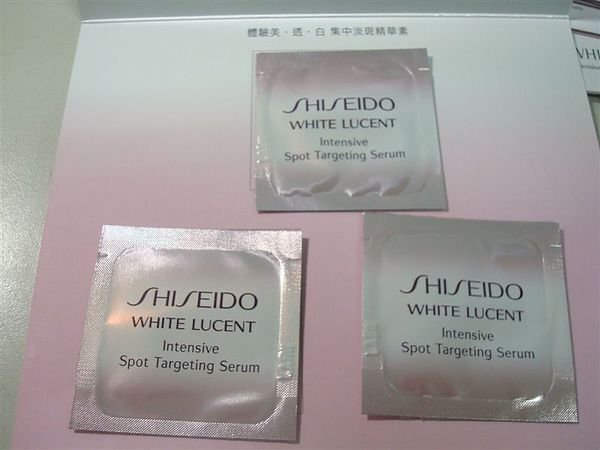 體驗美・透・白 集中淡斑精華素
SHISEIDO
WHITE LUCENT
Intensive
Spot Targeting Serum
SHISEIDO
WHITE LUCENT
Intensive
Spot Targeting Serum
SHISEIDO
WHITE LUCENT
Intensive
Spot Targeting Serum